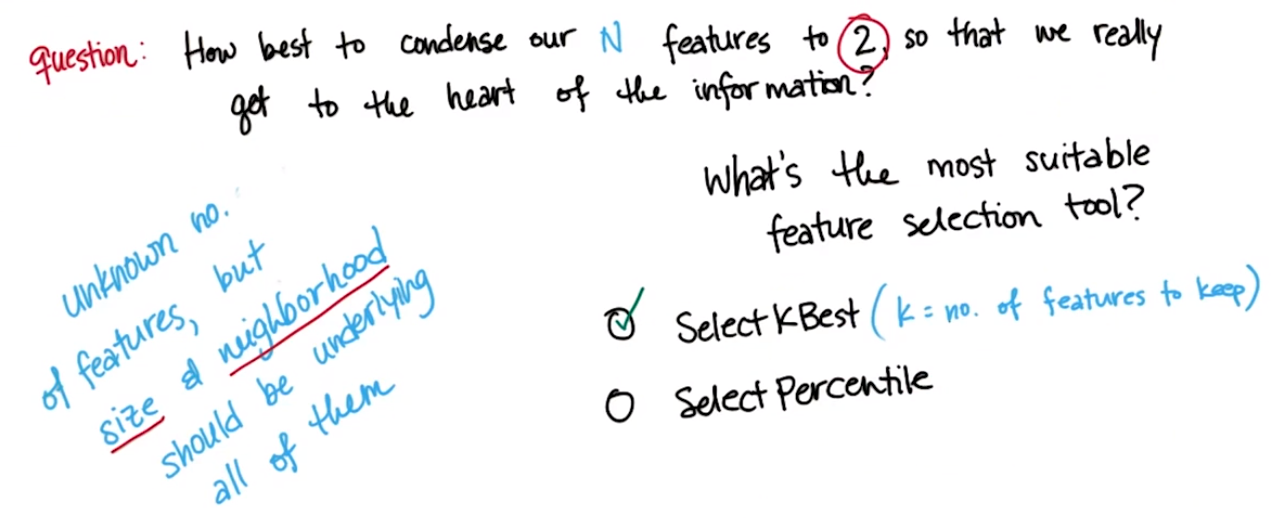 question: How best to condense our N features to 2, so that we really
get to the heart of the information?
What's the most suitable
feature selection tool?
unknown no.
of features, but
size & neighborhood
should be underlying
all of them
Select K Best (k = no. of features to keep)
Select Percentile